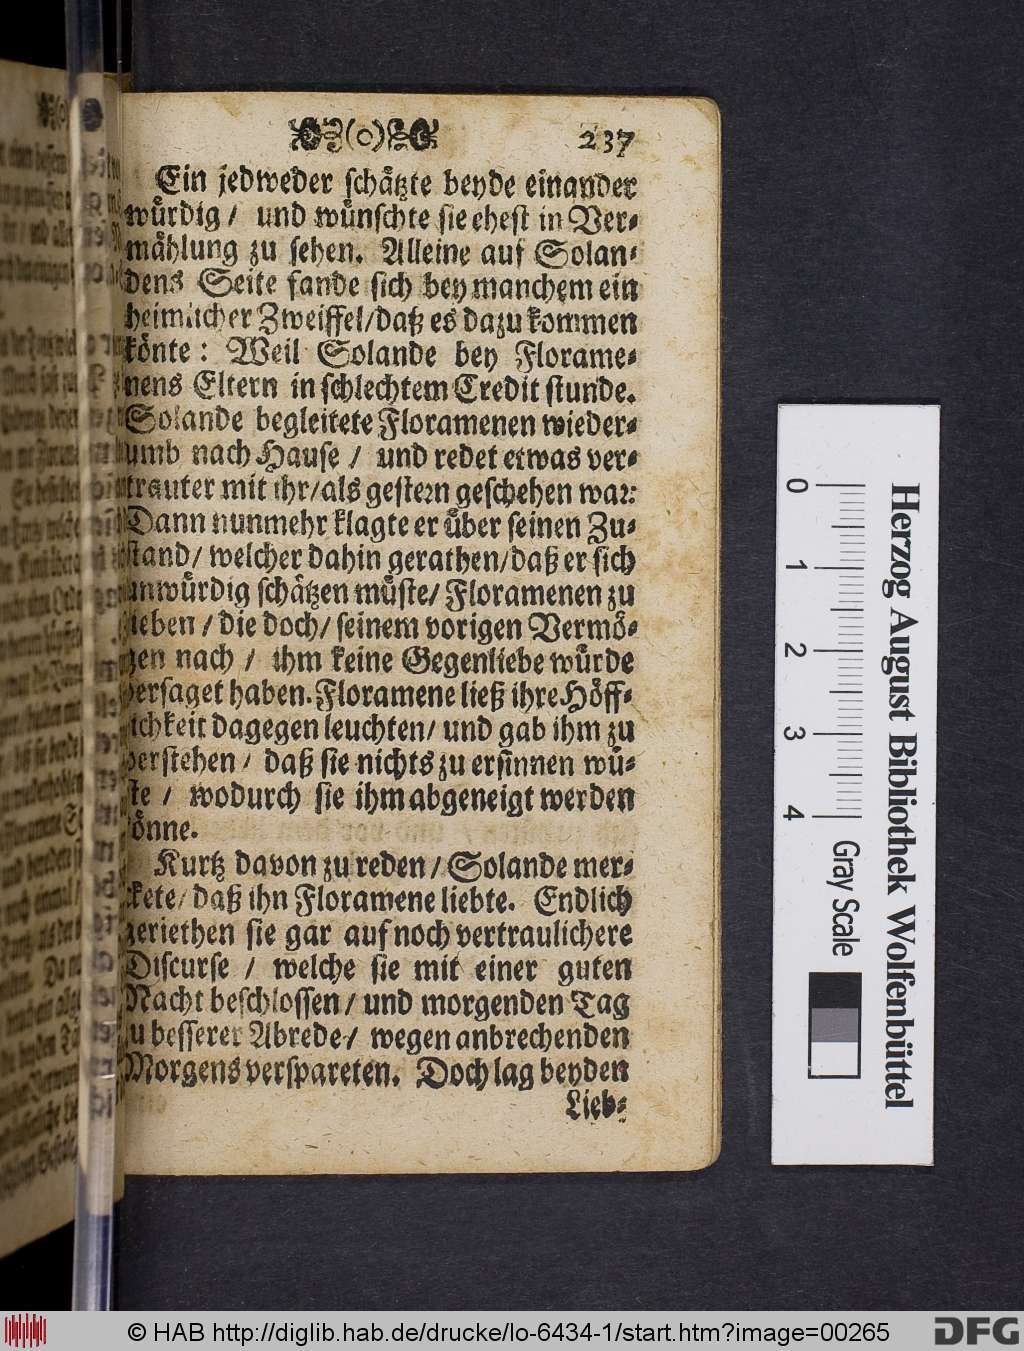 (o) 237
Ein jedweder schätzte beyde einander
würdig / und wünschte sie ehest in Ver-
mählung zu sehen. Alleine auf Solan-
dens Seite fande sich bey manchem ein
heimlicher Zweiffel/daß es dazu kommen
könte : Weil Solande bey Florame-
nens Eltern in schlechtem Credit stunde.
Solande begleitete Floramenen wieder-
umb nach Hause / und redet etwas ver-
trauter mit ihr/als gestern geschehen war:
Dann nunmehr klagte er über seinen Zu-
stand/ welcher dahin gerathen/daß er sich
unwürdig schätzen müste/ Floramenen zu
lieben / die doch/ seinem vorigen Vermö-
gen nach / ihm keine Gegenliebe würde
versaget haben. Floramene ließ ihre Höff-
lichkeit dagegen leuchten/ und gab ihm zu
verstehen / daß sie nichts zu ersinnen wü-
ste / wodurch sie ihm abgeneigt werden
könne.
Kurtz davon zu reden / Solande mer-
ckete/ daß ihn Floramene liebte. Endlich
geriethen sie gar auf noch vertraulichere
Discurse / welche sie mit einer guten
Nacht beschlossen/ und morgenden Tag
zu besserer Abrede/ wegen anbrechenden
Morgens verspareten. Doch lag beyden
Lieb-
0 1 2 3 4
Gray Scale
Herzog August Bibliothek Wolfenbüttel
© HAB http://diglib.hab.de/drucke/lo-6434-1/start.htm?image=00265
DFG